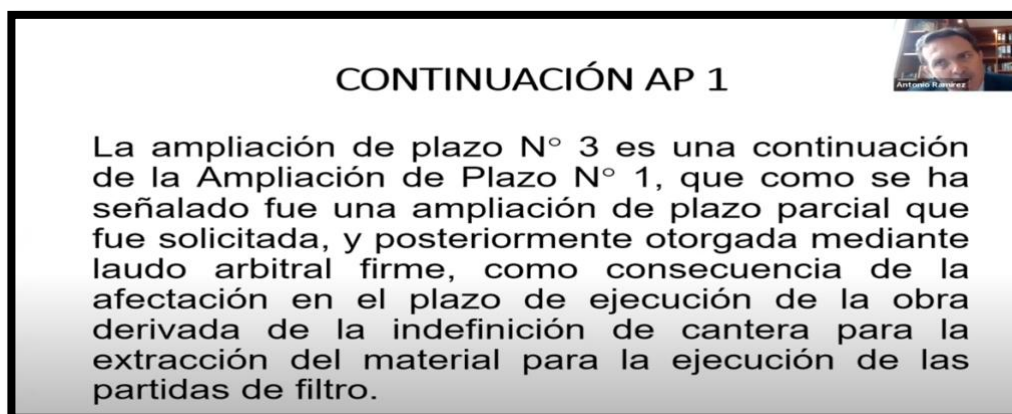 CONTINUACIÓN AP 1
Antonio Ramírez
La ampliación de plazo N° 3 es una continuación
de la Ampliación de Plazo N° 1, que como se ha
señalado fue una ampliación de plazo parcial que
fue solicitada, y posteriormente otorgada mediante
laudo arbitral firme, como consecuencia de la
afectación en el plazo de ejecución de la obra
derivada de la indefinición de cantera para la
extracción del material para la ejecución de las
partidas de filtro.